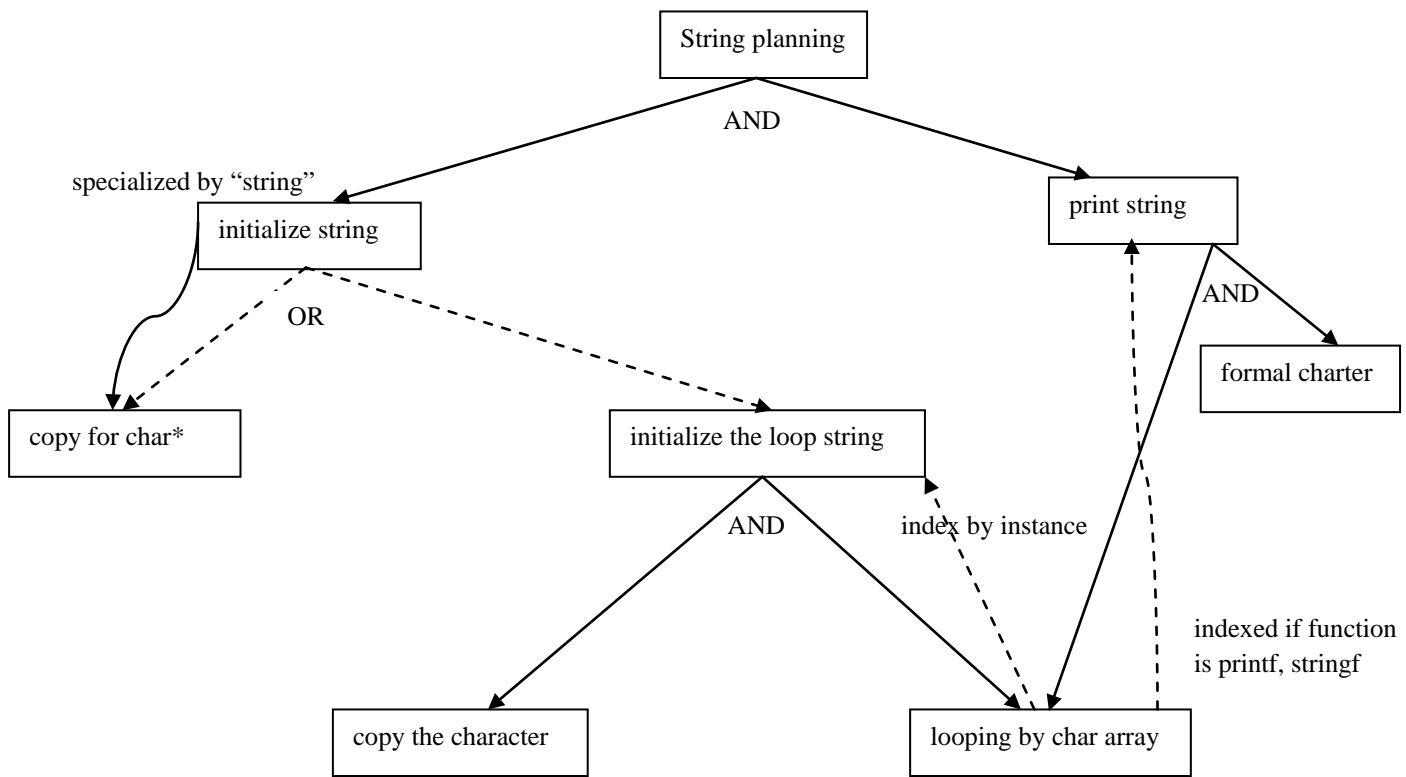 String planning
AND
specialized by “string”
initialize string
print string
OR
AND
formal charter
copy for char*
initialize the loop string
AND
index by instance
indexed if function
is printf, stringf
copy the character
looping by char array